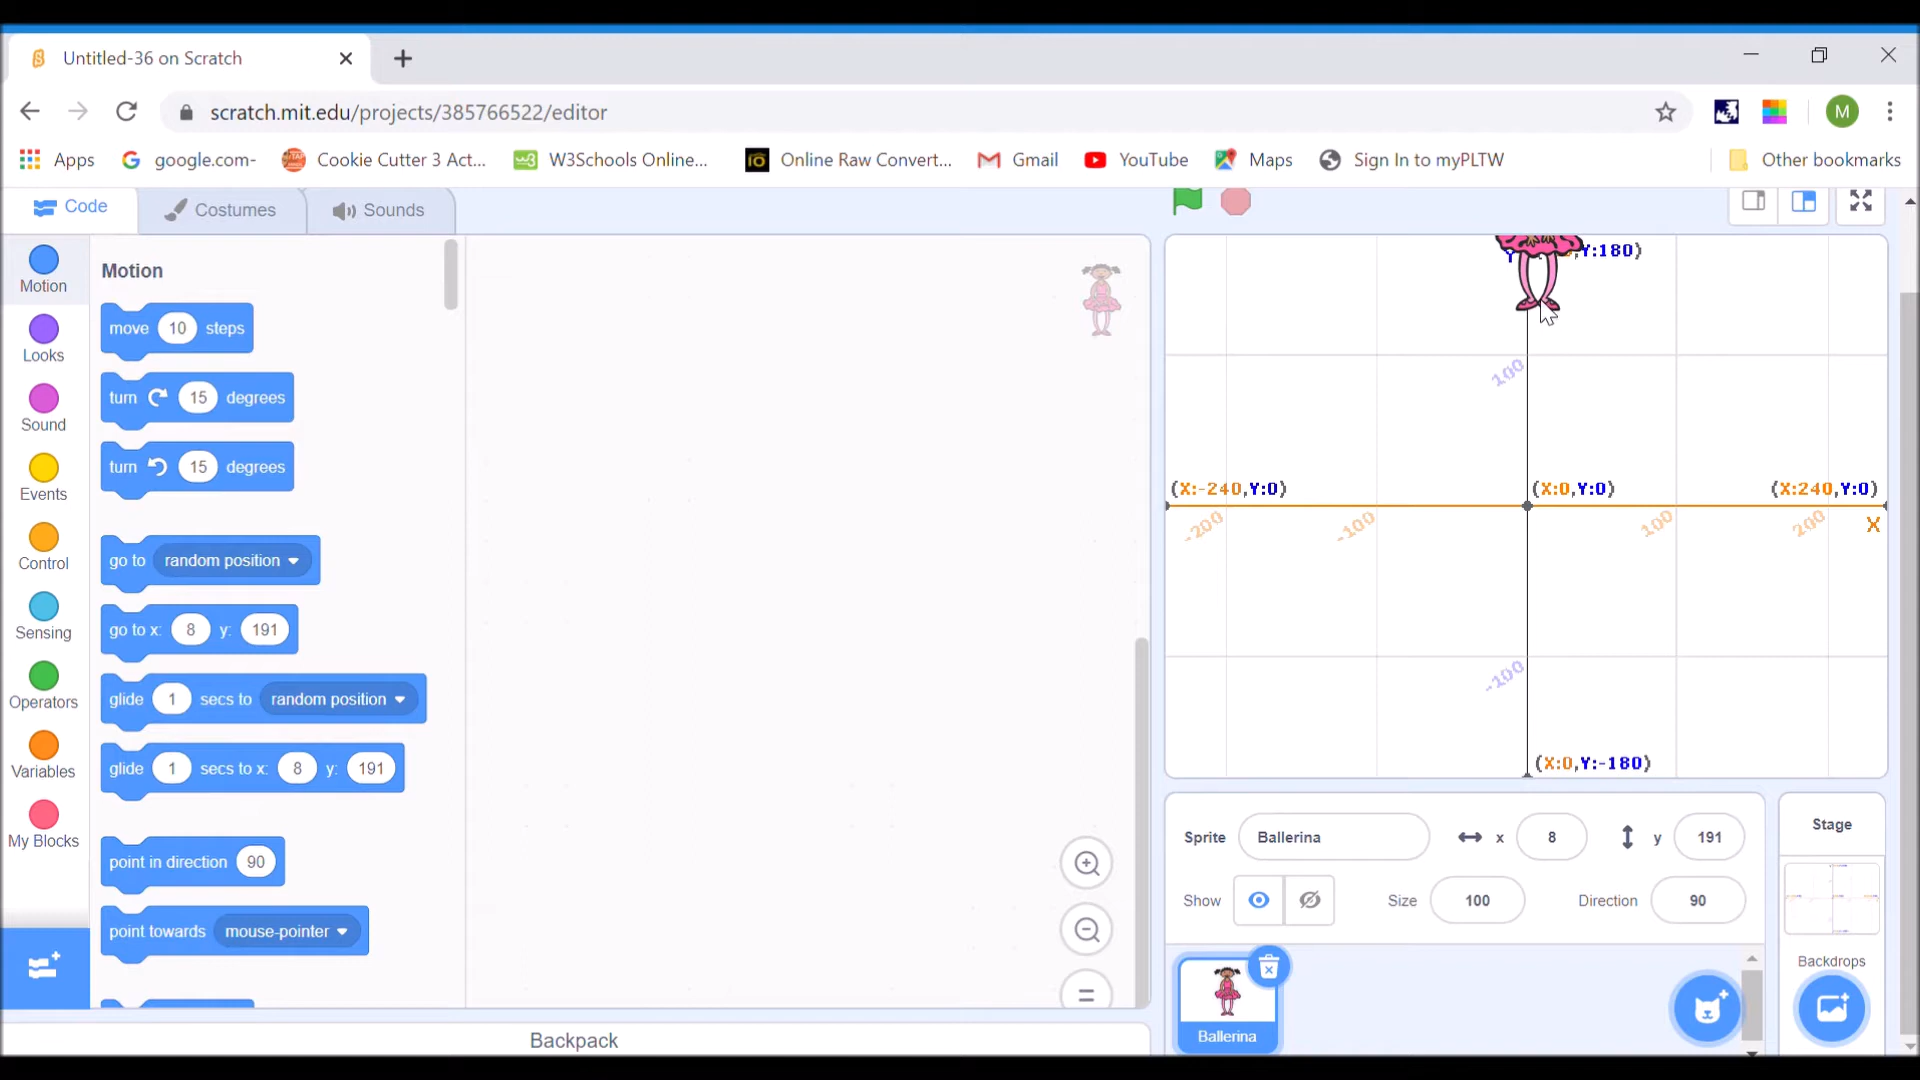 Untitled-36 on Scratch
scratch.mit.edu/projects/385766522/editor
M
Apps
google.com-
Cookie Cutter 3 Act...
W3Schools Online...
Online Raw Convert...
Gmail
YouTube
Maps
Sign In to myPLTW
Other bookmarks
Code
Costumes
Sounds
Motion
Looks
Sound
Events
Control
Sensing
Operators
Variables
My Blocks
Motion
move 10 steps
turn 15 degrees
turn 15 degrees
go to random position
go to x: 8 y: 191
glide 1 secs to random position
glide 1 secs to x: 8 y: 191
point in direction 90
point towards mouse-pointer
Backpack
Y:180)
100
(X:-240,Y:0)
(X:0,Y:0)
(X:240,Y:0)
-200
-100
100
200
X
-100
(X:0,Y:-180)
Sprite Ballerina x 8 y 191
Show Size 100 Direction 90
Ballerina
Stage
Backdrops